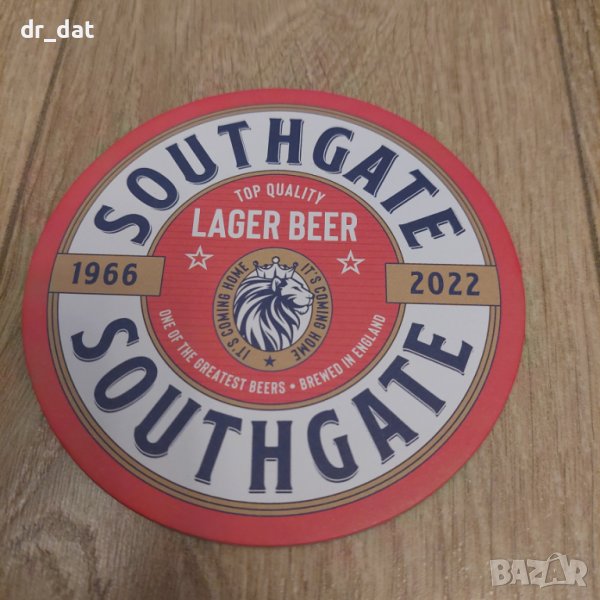 dr_dat
SOUTHGATE
TOP QUALITY
LAGER BEER
1966
2022
IT'S COMING HOME
IT'S COMING HOME
ONE OF THE GREATEST BEERS • BREWED IN ENGLAND
SOUTHGATE
BAZAR